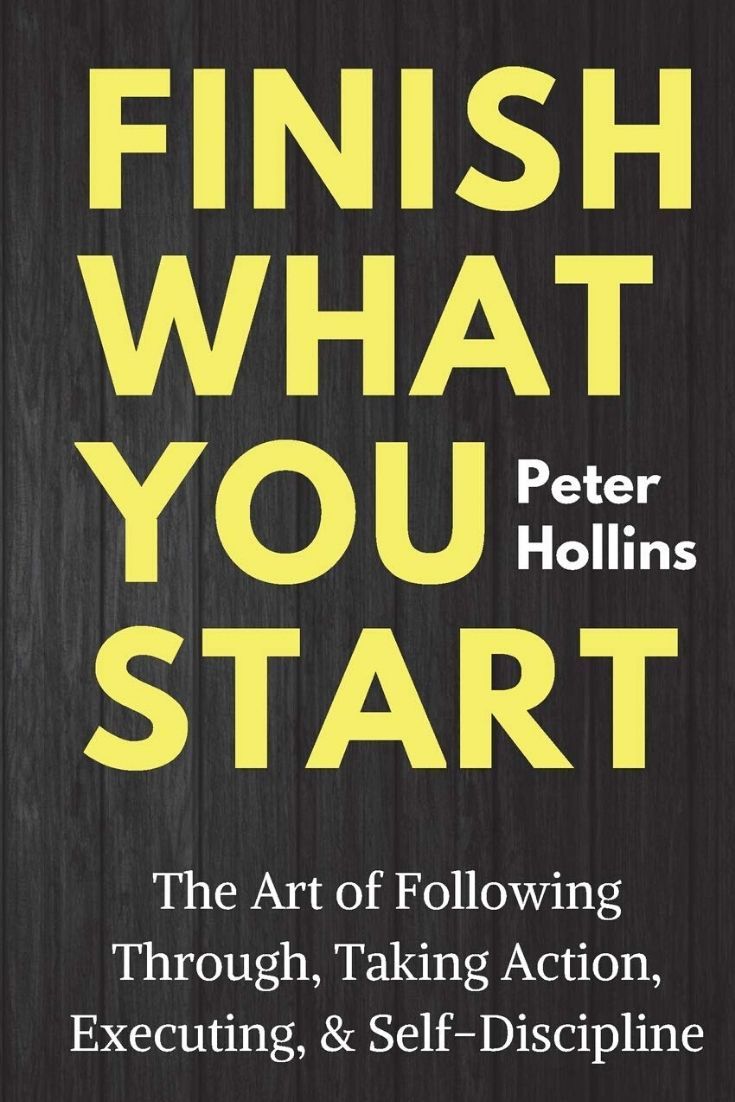 FINISH
WHAT
YOU
Peter
Hollins
START
The Art of Following
Through, Taking Action,
Executing, & Self-Discipline